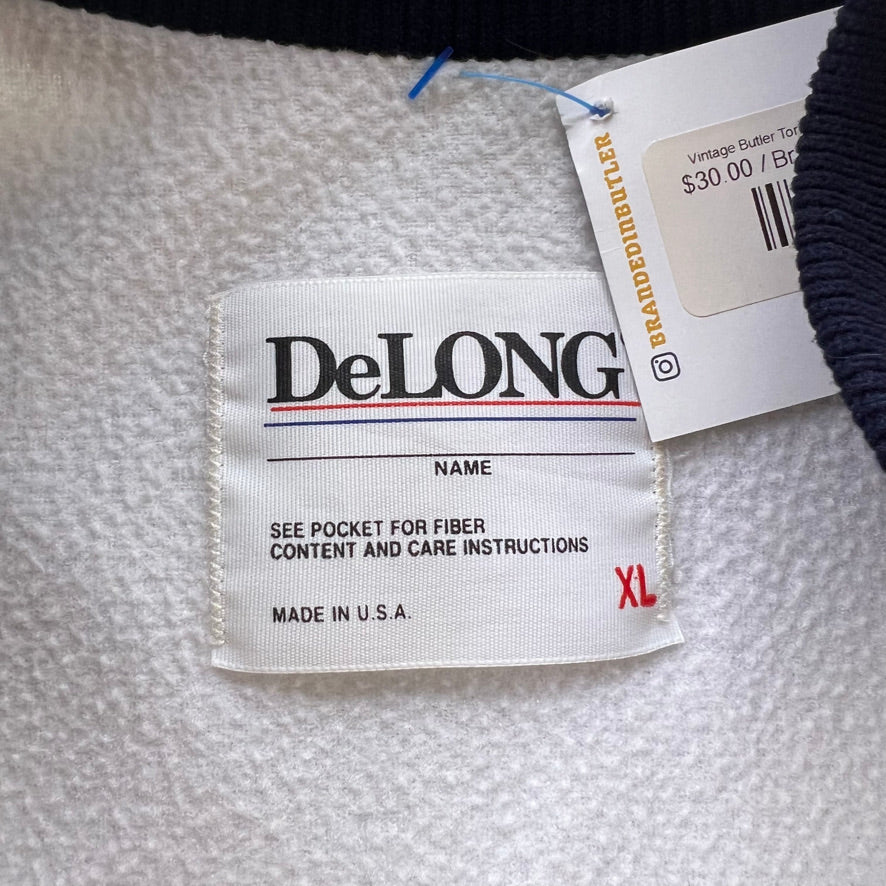 Vintage Butler
$30.00 /
BRANDEDINBUTLER
DeLONG
NAME
SEE POCKET FOR FIBER
CONTENT AND CARE INSTRUCTIONS
XL
MADE IN U.S.A.